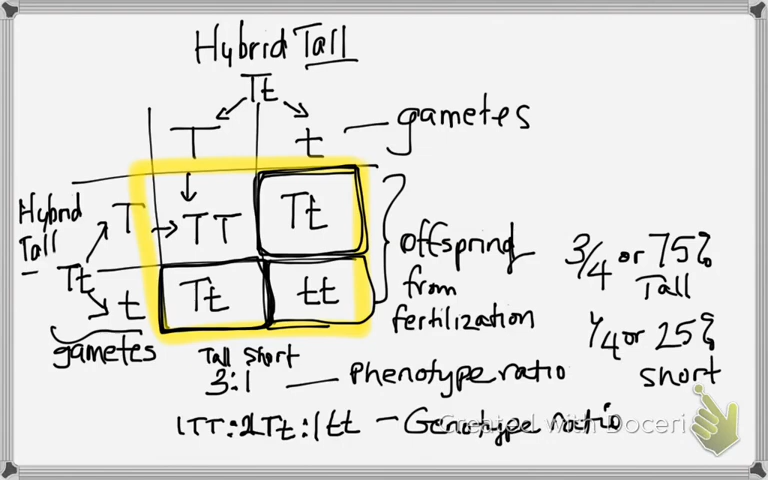 Hybrid Tall
Tt
T t — gametes
Hybrid
Tall
T
TT Tt
Tt
t
Tt tt
gametes
offspring
from
fertilization
3/4 or 75%
Tall
1/4 or 25%
short
Tall Short
3:1 — Phenotype ratio
1TT:2Tt:1tt – Genotype ratio
Created with Doceri